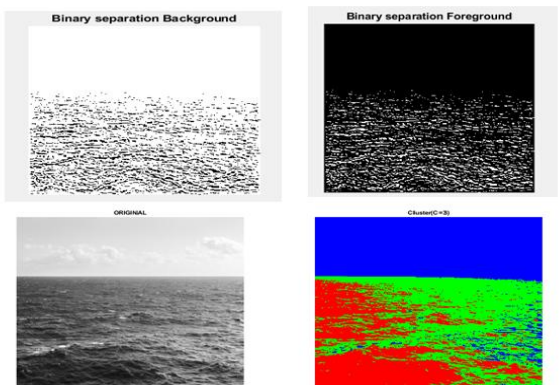 Binary separation Background
Binary separation Foreground
ORIGINAL
Cluster(C=3)